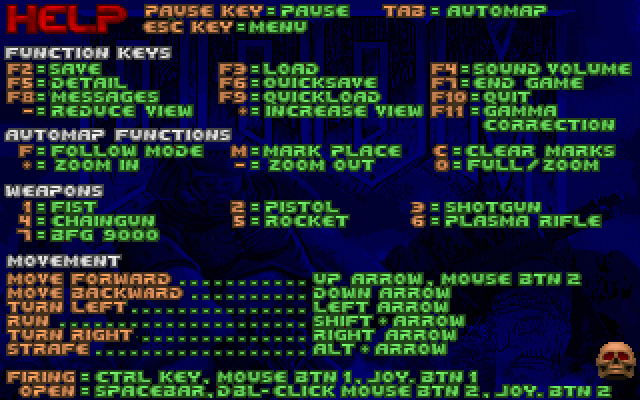 HELP PAUSE KEY = PAUSE TAB = AUTOMAP
ESC KEY = MENU
FUNCTION KEYS
F2 = SAVE F3 = LOAD F4 = SOUND VOLUME
F5 = DETAIL F6 = QUICKSAVE F7 = END GAME
F8 = MESSAGES F9 = QUICKLOAD F10 = QUIT
- = REDUCE VIEW + = INCREASE VIEW F11 = GAMMA
CORRECTION
AUTOMAP FUNCTIONS
F = FOLLOW MODE M = MARK PLACE C = CLEAR MARKS
+ = ZOOM IN - = ZOOM OUT 0 = FULL/ZOOM
WEAPONS
1 = FIST 2 = PISTOL 3 = SHOTGUN
4 = CHAINGUN 5 = ROCKET 6 = PLASMA RIFLE
7 = BFG 9000
MOVEMENT
MOVE FORWARD ........... UP ARROW, MOUSE BTN 2
MOVE BACKWARD .......... DOWN ARROW
TURN LEFT ............... LEFT ARROW
RUN ..................... SHIFT + ARROW
TURN RIGHT .............. RIGHT ARROW
STRAFE .................. ALT + ARROW
FIRING = CTRL KEY, MOUSE BTN 1, JOY. BTN 1
OPEN = SPACEBAR, DBL-CLICK MOUSE BTN 2, JOY. BTN 2